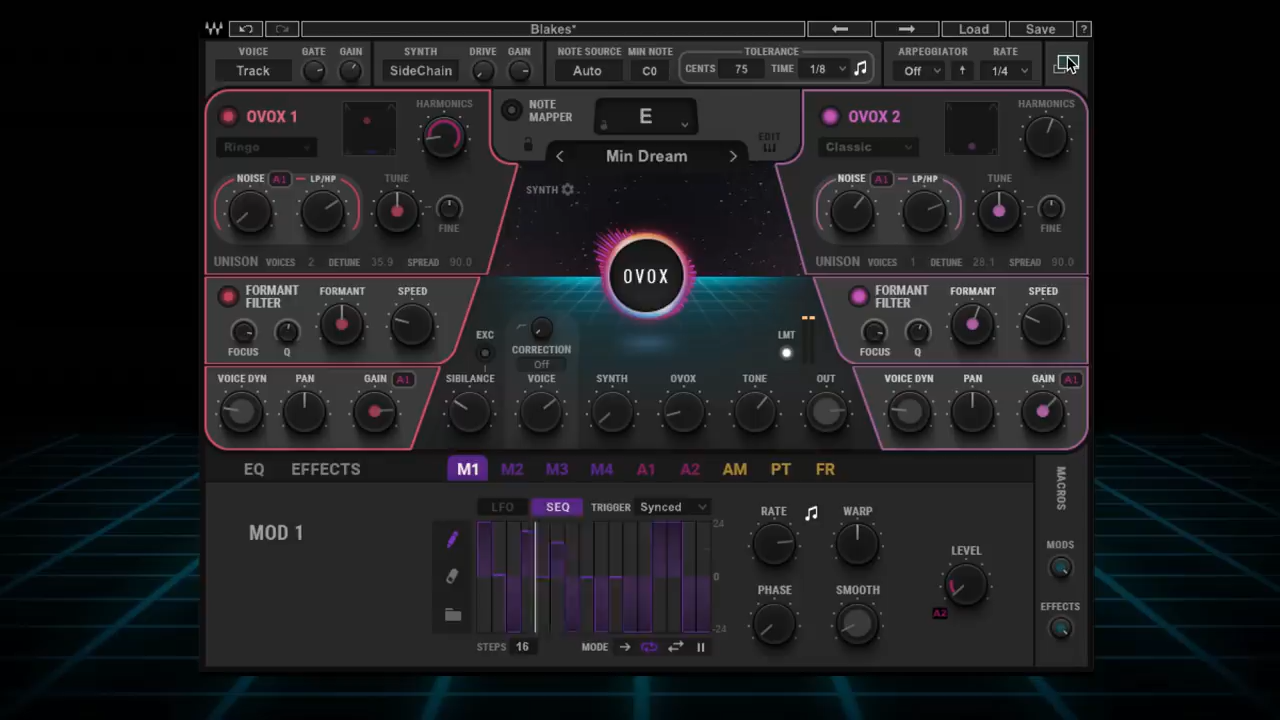 Blakes*
Load
Save
?
VOICE
GATE
GAIN
SYNTH
DRIVE
GAIN
NOTE SOURCE
MIN NOTE
TOLERANCE
ARPEGGIATOR
RATE
Track
SideChain
Auto
C0
CENTS
75
TIME
1/8
Off
1/4
OVOX 1
HARMONICS
Ringo
NOISE
A1
LP/HP
TUNE
FINE
UNISON
VOICES
2
DETUNE
35.9
SPREAD
90.0
NOTE
MAPPER
E
EDIT
Min Dream
SYNTH
OVOX
OVOX 2
HARMONICS
Classic
NOISE
A1
LP/HP
TUNE
FINE
UNISON
VOICES
1
DETUNE
28.1
SPREAD
90.0
FORMANT
FILTER
FORMANT
SPEED
FOCUS
Q
EXC
CORRECTION
Off
LMT
FORMANT
FILTER
FORMANT
SPEED
FOCUS
Q
VOICE DYN
PAN
GAIN
A1
SIBILANCE
VOICE
SYNTH
OVOX
TONE
OUT
VOICE DYN
PAN
GAIN
A1
EQ
EFFECTS
M1
M2
M3
M4
A1
A2
AM
PT
FR
MACROS
MOD 1
LFO
SEQ
TRIGGER
Synced
24
0
-24
STEPS
16
MODE
RATE
WARP
PHASE
SMOOTH
LEVEL
A2
MODS
EFFECTS